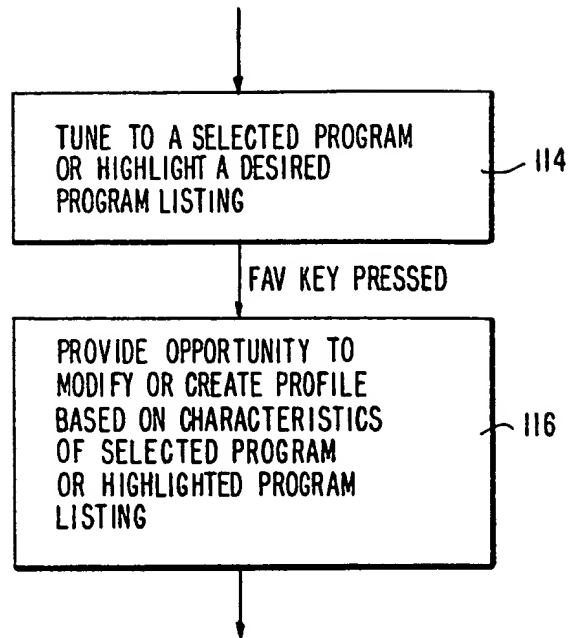 TUNE TO A SELECTED PROGRAM
OR HIGHLIGHT A DESIRED
PROGRAM LISTING
114
FAV KEY PRESSED
PROVIDE OPPORTUNITY TO
MODIFY OR CREATE PROFILE
BASED ON CHARACTERISTICS
OF SELECTED PROGRAM
OR HIGHLIGHTED PROGRAM
LISTING
116